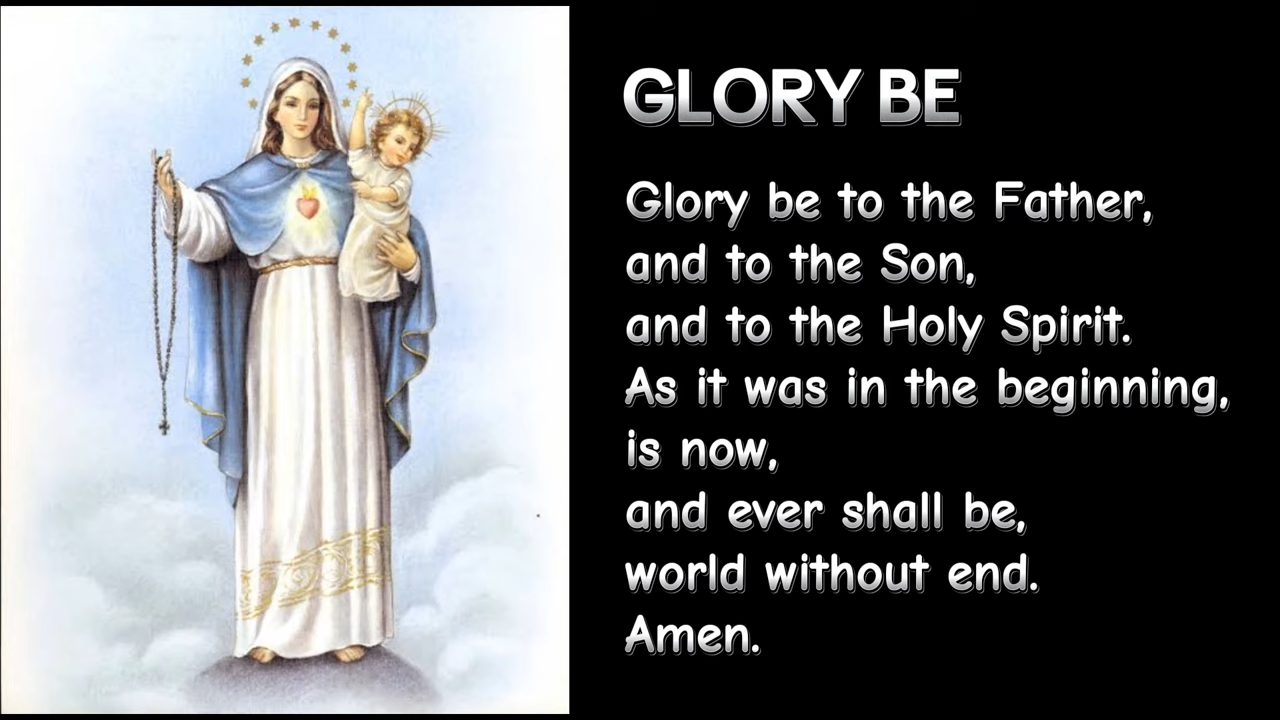 GLORY BE
Glory be to the Father,
and to the Son,
and to the Holy Spirit.
As it was in the beginning,
is now,
and ever shall be,
world without end.
Amen.